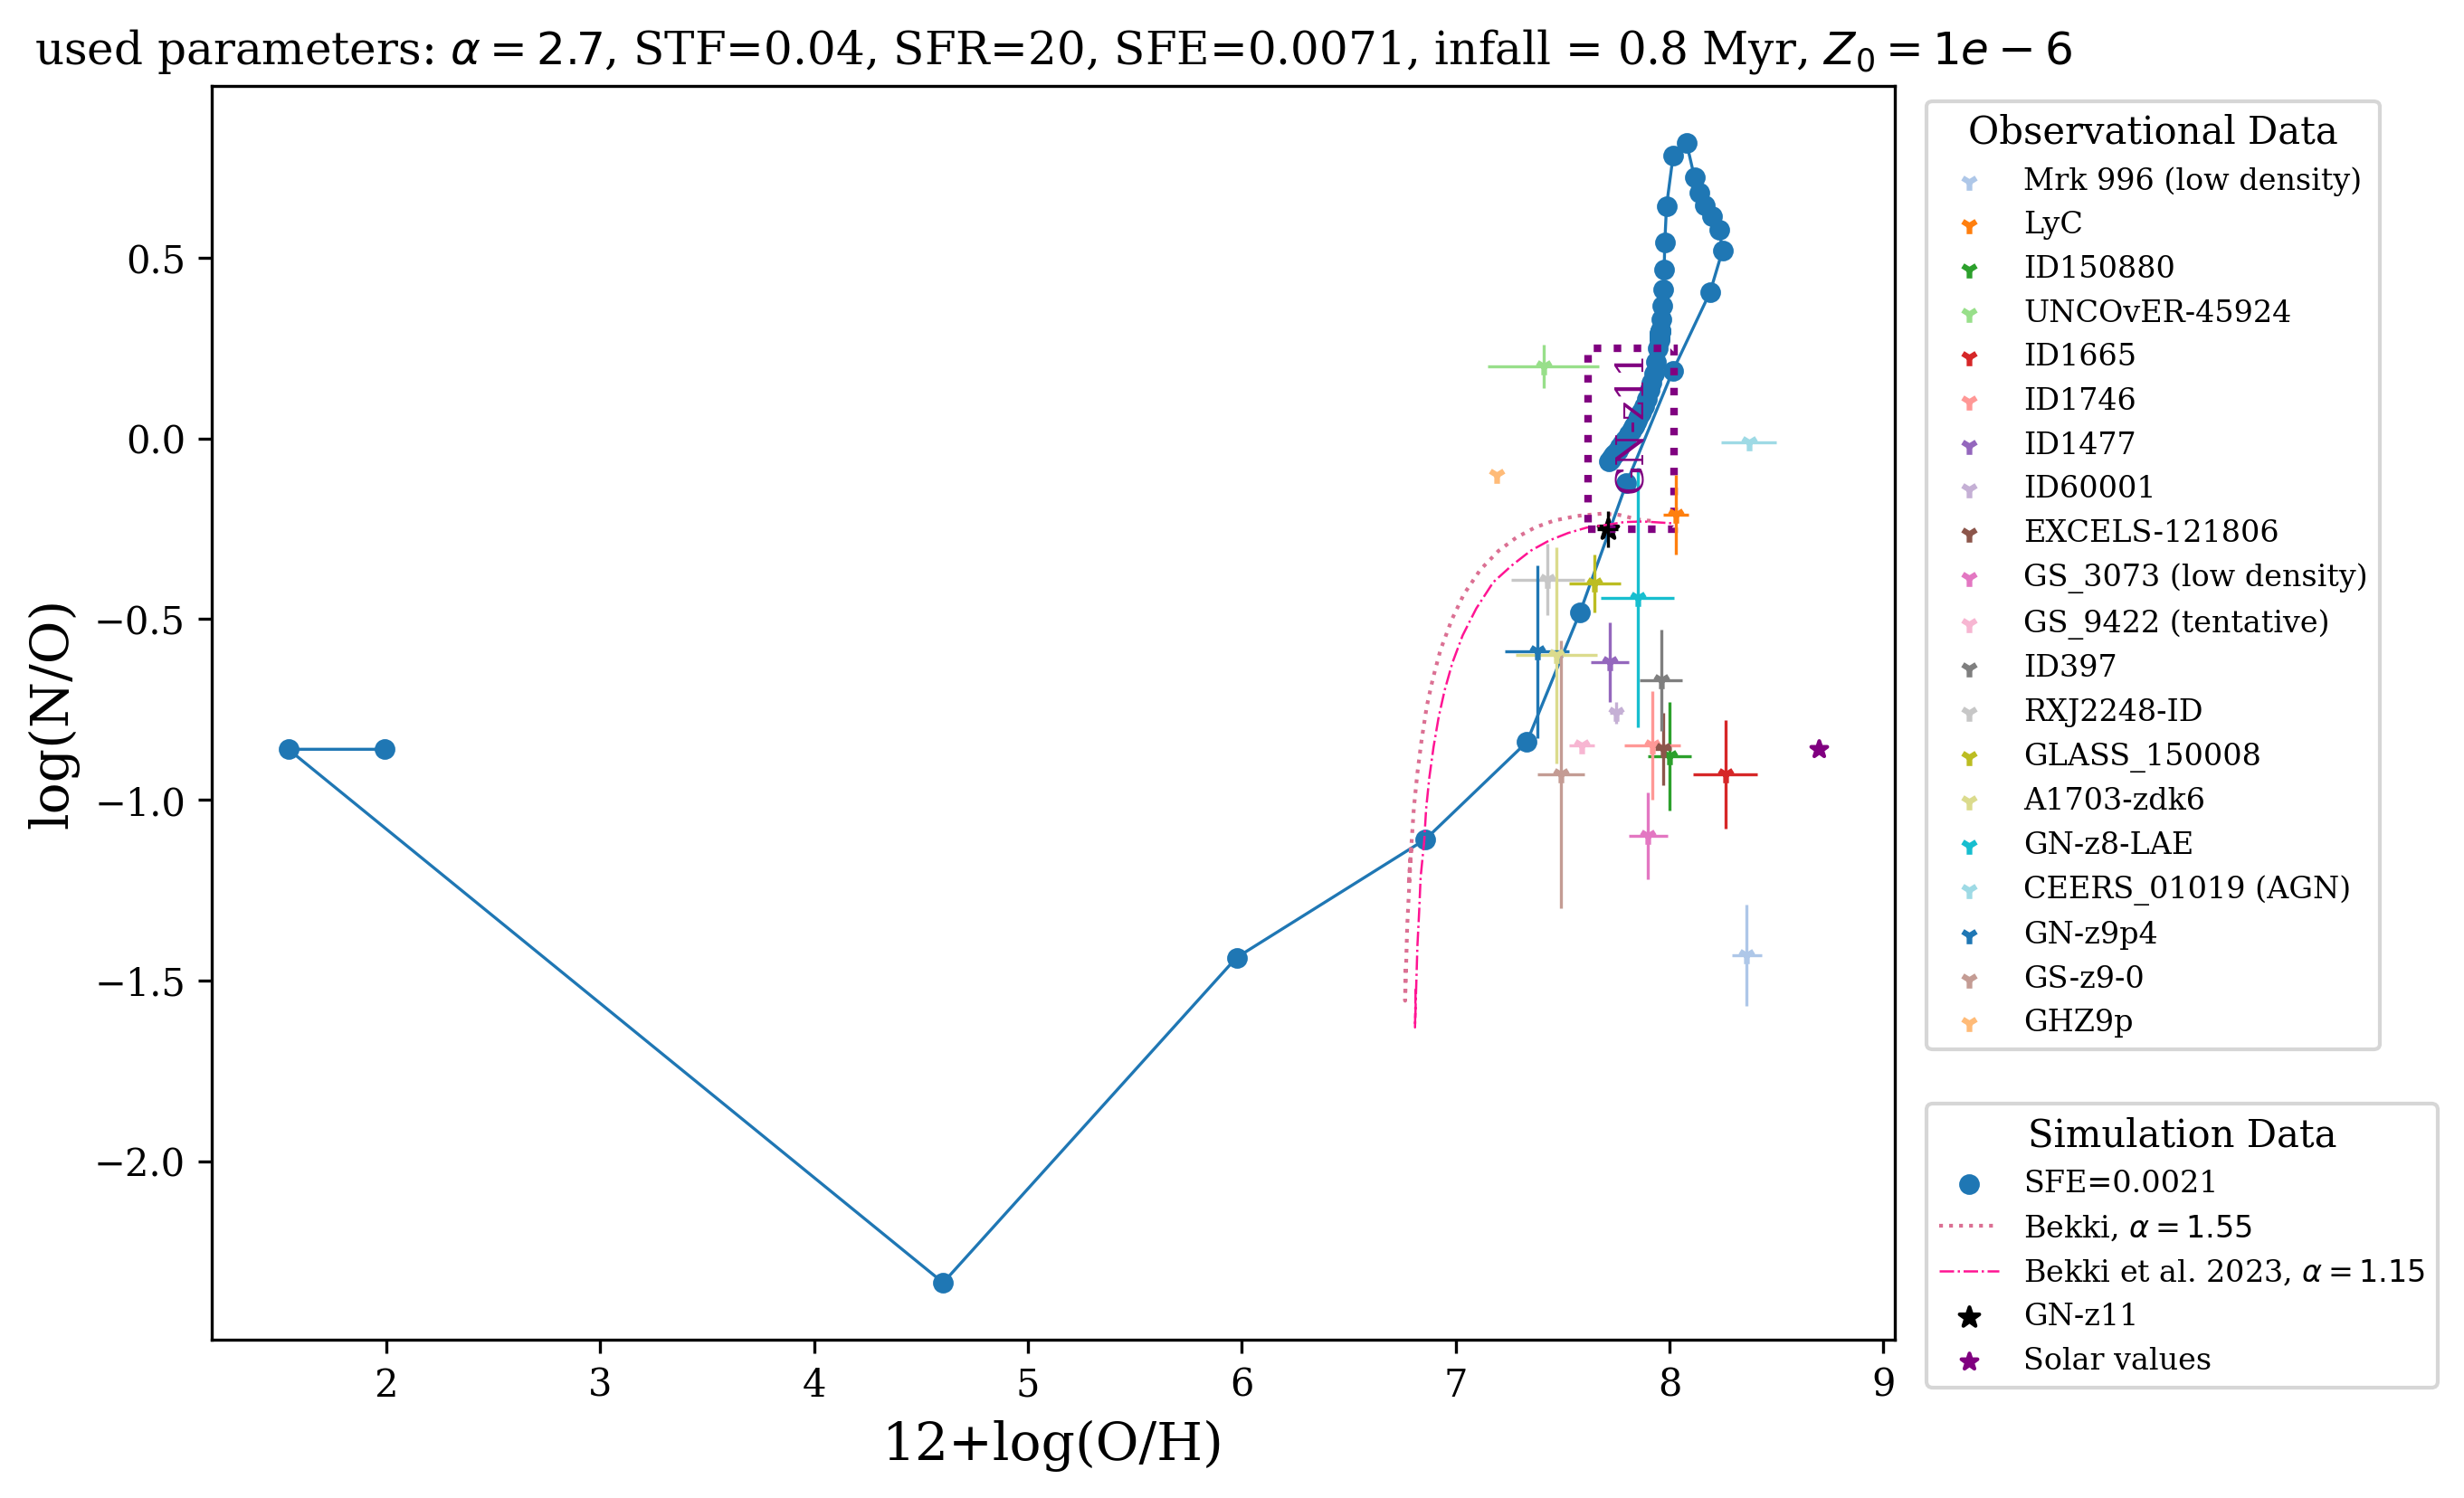 used parameters: α = 2.7, STF=0.04, SFR=20, SFE=0.0071, infall = 0.8 Myr, Z₀ = 1e − 6
log(N/O)
0.5
0.0
−0.5
−1.0
−1.5
−2.0
GN-z11
2 3 4 5 6 7 8 9
12+log(O/H)
Observational Data
Mrk 996 (low density)
LyC
ID150880
UNCOvER-45924
ID1665
ID1746
ID1477
ID60001
EXCELS-121806
GS_3073 (low density)
GS_9422 (tentative)
ID397
RXJ2248-ID
GLASS_150008
A1703-zdk6
GN-z8-LAE
CEERS_01019 (AGN)
GN-z9p4
GS-z9-0
GHZ9p
Simulation Data
SFE=0.0021
Bekki, α = 1.55
Bekki et al. 2023, α = 1.15
GN-z11
Solar values